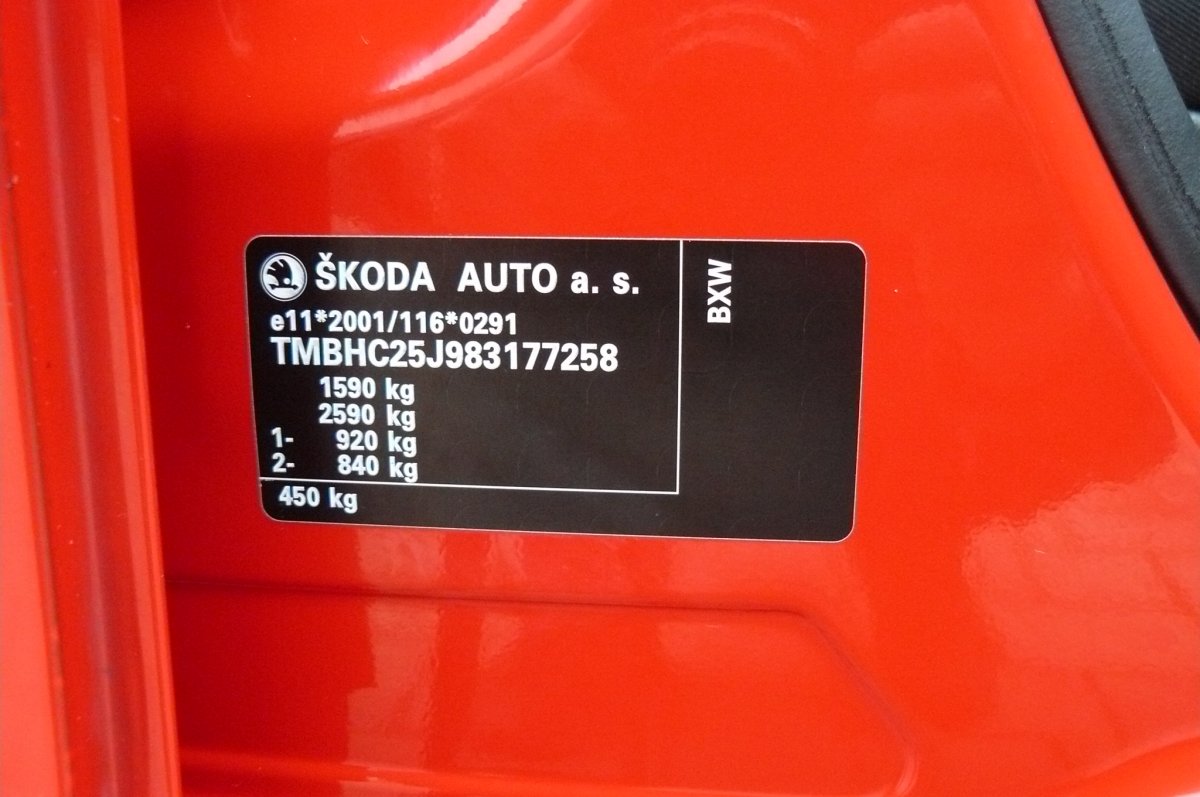 ŠKODA AUTO a. s.
e11*2001/116*0291
TMBHC25J983177258
1590 kg
2590 kg
1- 920 kg
2- 840 kg
450 kg
BXW